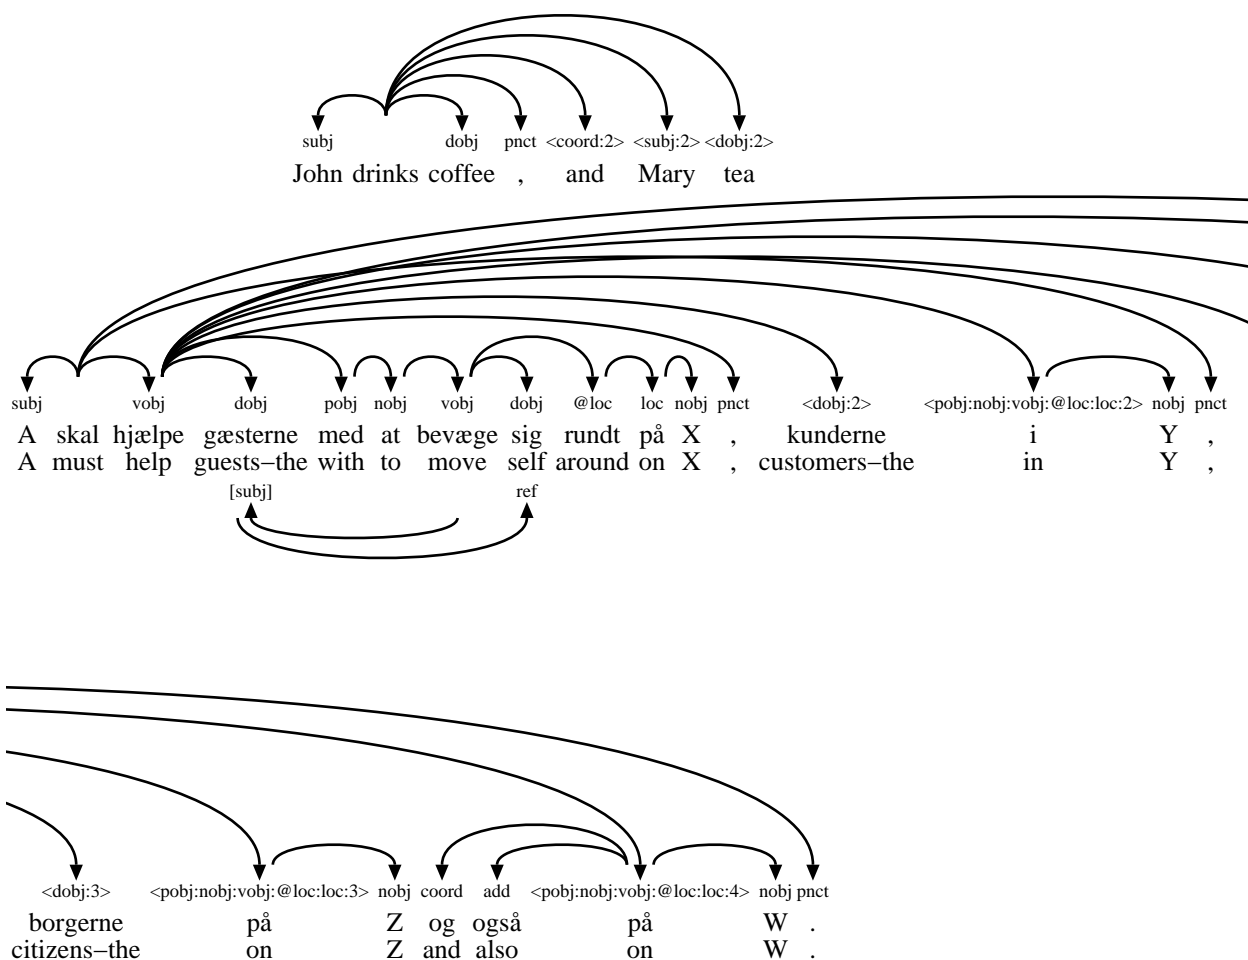 subj dobj pnct <coord:2> <subj:2> <dobj:2>
John drinks coffee , and Mary tea
subj vobj dobj pobj nobj vobj dobj @loc loc nobj pnct <dobj:2> <pobj:nobj:vobj:@loc:loc:2> nobj pnct
A skal hjælpe gæsterne med at bevæge sig rundt på X , kunderne i Y ,
A must help guests−the with to move self around on X , customers−the in Y ,
[subj] ref
<dobj:3> <pobj:nobj:vobj:@loc:loc:3> nobj coord add <pobj:nobj:vobj:@loc:loc:4> nobj pnct
borgerne på Z og også på W .
citizens−the on Z and also on W .